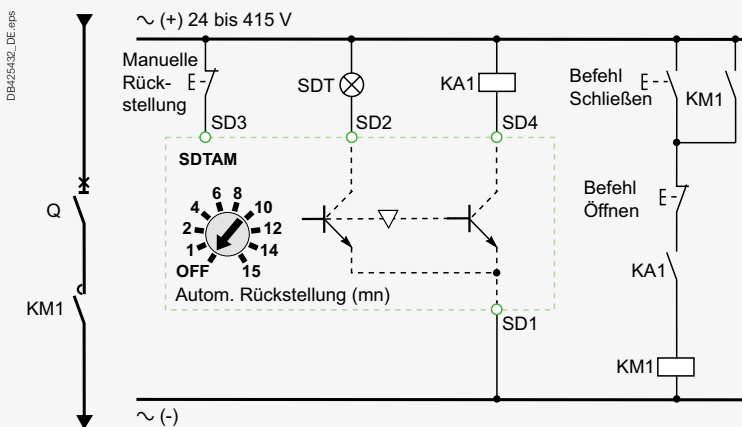 DB425432_DE.eps
∼ (+) 24 bis 415 V
Manuelle
Rück-
stellung
SDT
KA1
Befehl
Schließen
KM1
SD3
SD2
SD4
SDTAM
Q
6 8
4 10
2 12
1 14
OFF 15
Befehl
Öffnen
Autom. Rückstellung (mn)
KA1
KM1
SD1
KM1
∼ (-)